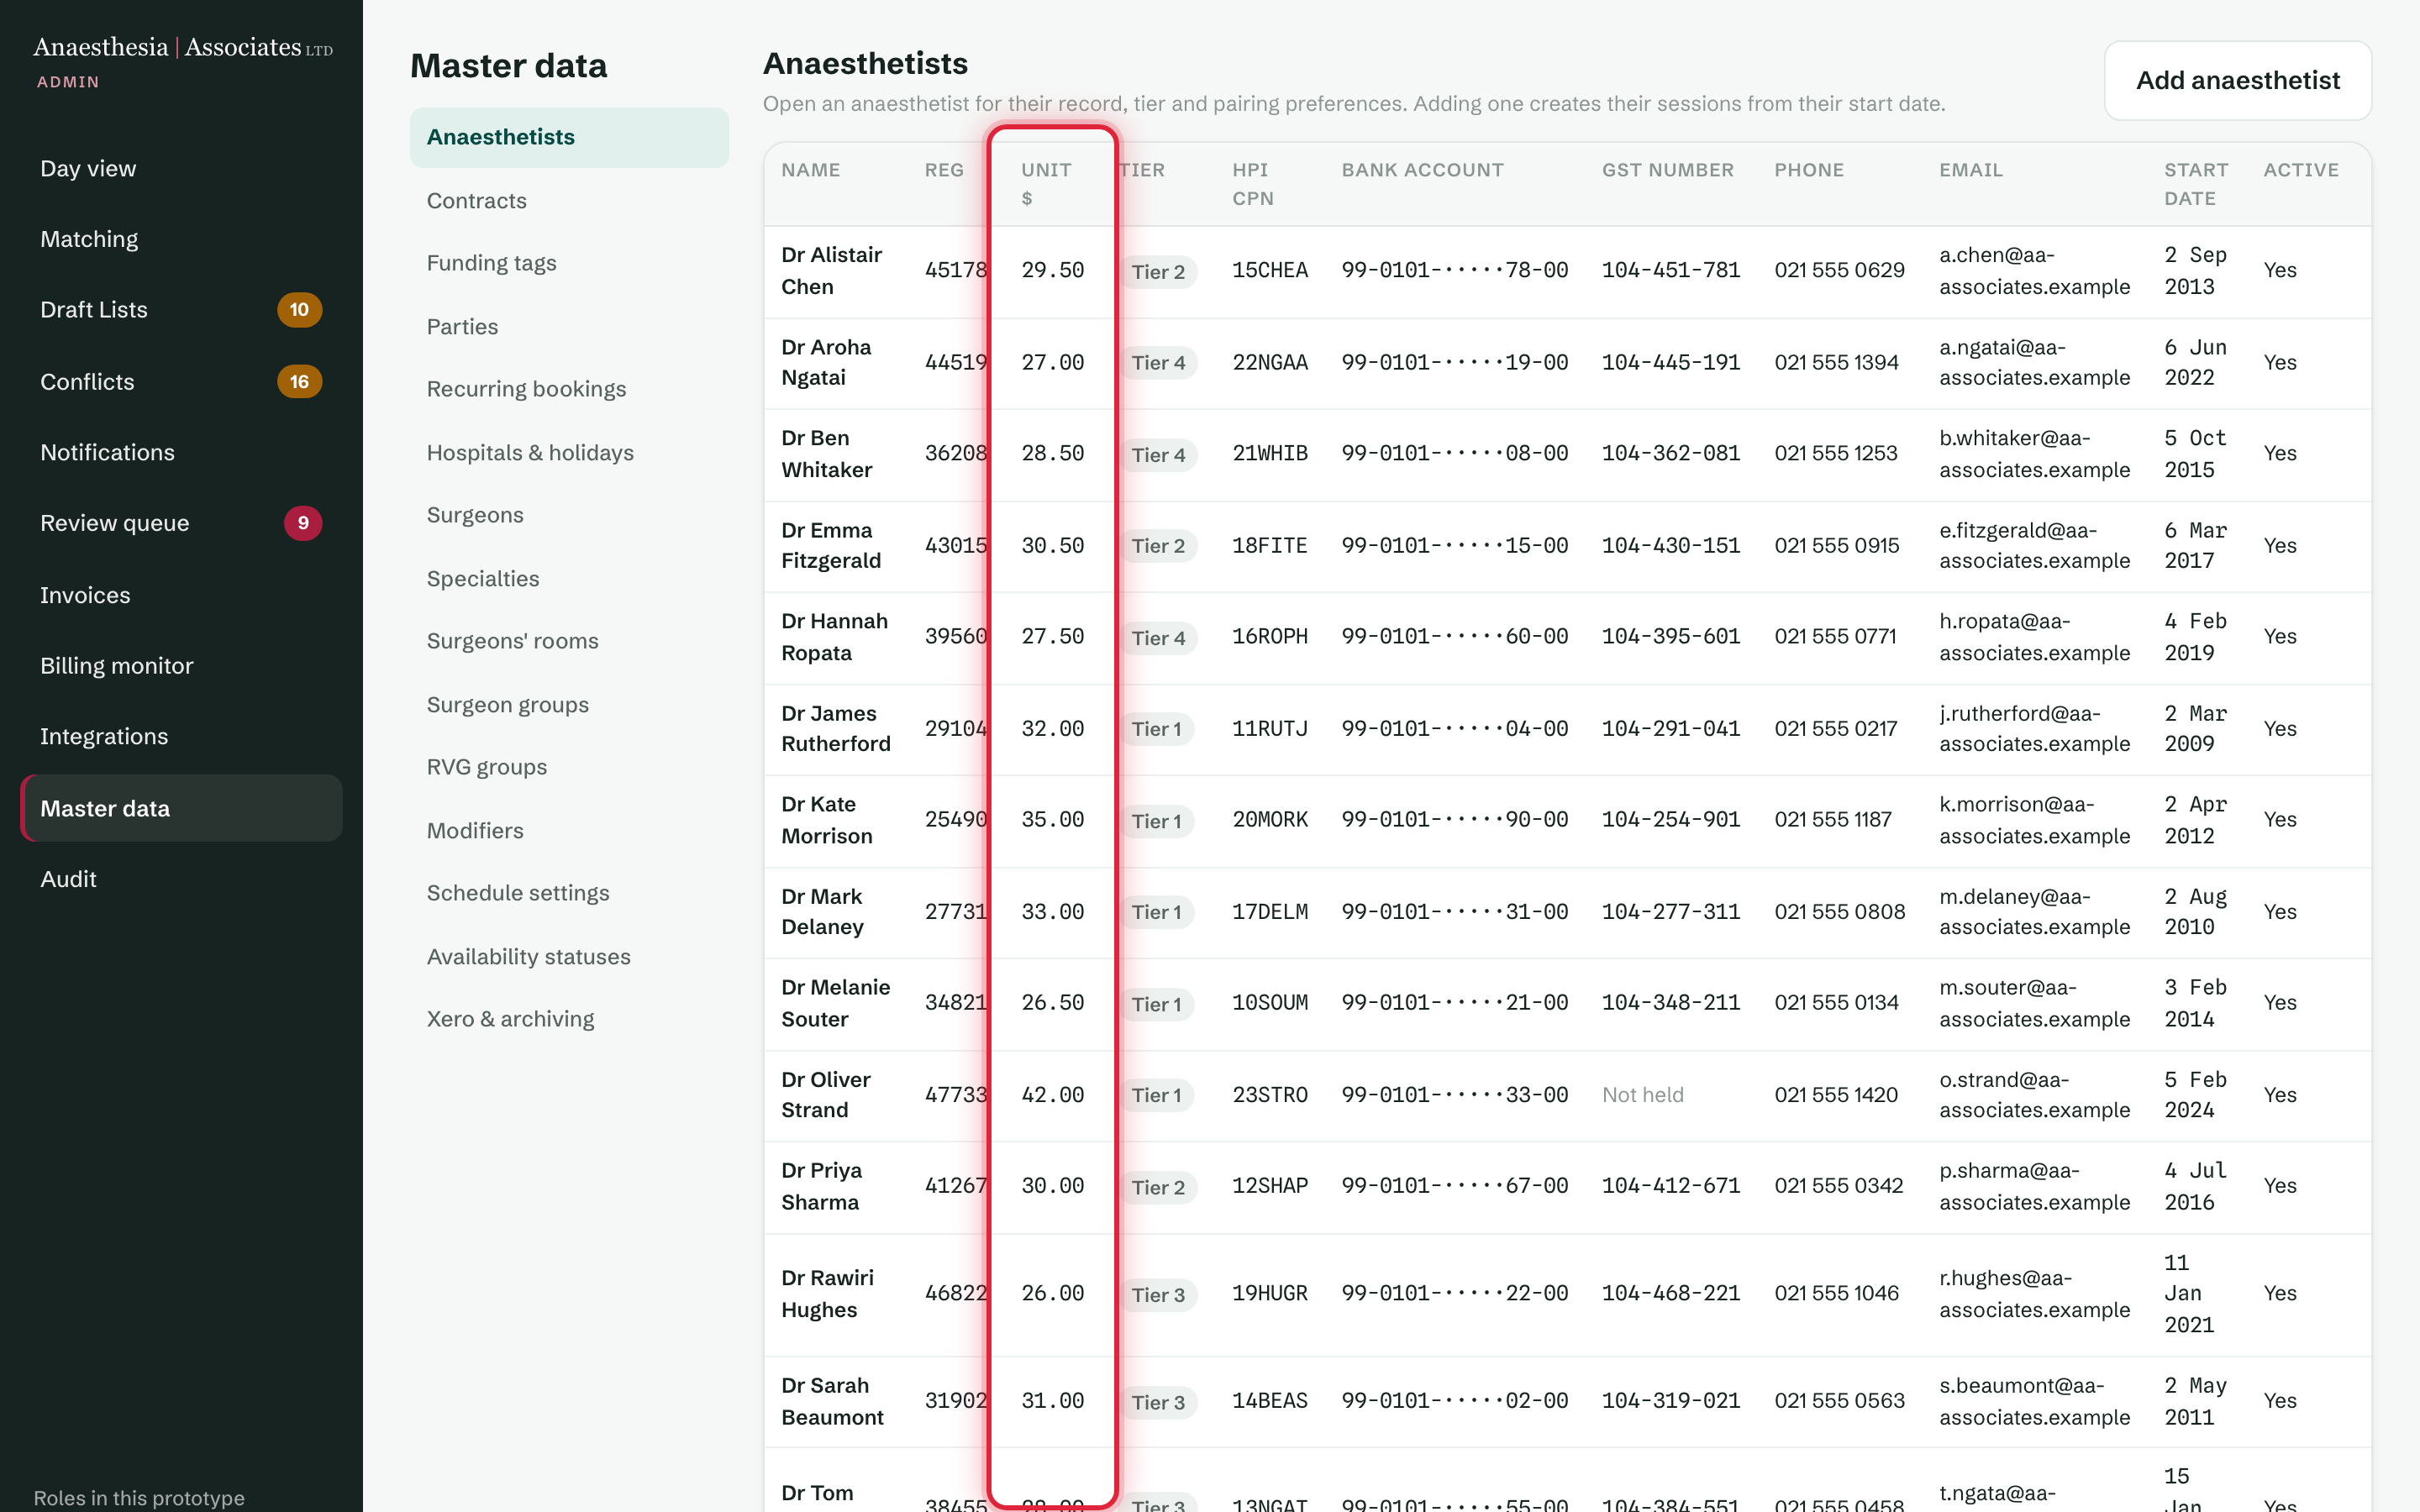 Anaesthesia | Associates LTD
ADMIN
Day view
Matching
Draft Lists 10
Conflicts 16
Notifications
Review queue 9
Invoices
Billing monitor
Integrations
Master data
Audit
Roles in this prototype
Master data
Anaesthetists
Contracts
Funding tags
Parties
Recurring bookings
Hospitals & holidays
Surgeons
Specialties
Surgeons' rooms
Surgeon groups
RVG groups
Modifiers
Schedule settings
Availability statuses
Xero & archiving
Anaesthetists
Open an anaesthetist for their record, tier and pairing preferences. Adding one creates their sessions from their start date.
Add anaesthetist
NAME REG UNIT $ TIER HPI CPN BANK ACCOUNT GST NUMBER PHONE EMAIL START DATE ACTIVE
Dr Alistair Chen 45178 29.50 Tier 2 15CHEA 99-0101-·····78-00 104-451-781 021 555 0629 a.chen@aa-associates.example 2 Sep 2013 Yes
Dr Aroha Ngatai 44519 27.00 Tier 4 22NGAA 99-0101-·····19-00 104-445-191 021 555 1394 a.ngatai@aa-associates.example 6 Jun 2022 Yes
Dr Ben Whitaker 36208 28.50 Tier 4 21WHIB 99-0101-·····08-00 104-362-081 021 555 1253 b.whitaker@aa-associates.example 5 Oct 2015 Yes
Dr Emma Fitzgerald 43015 30.50 Tier 2 18FITE 99-0101-·····15-00 104-430-151 021 555 0915 e.fitzgerald@aa-associates.example 6 Mar 2017 Yes
Dr Hannah Ropata 39560 27.50 Tier 4 16ROPH 99-0101-·····60-00 104-395-601 021 555 0771 h.ropata@aa-associates.example 4 Feb 2019 Yes
Dr James Rutherford 29104 32.00 Tier 1 11RUTJ 99-0101-·····04-00 104-291-041 021 555 0217 j.rutherford@aa-associates.example 2 Mar 2009 Yes
Dr Kate Morrison 25490 35.00 Tier 1 20MORK 99-0101-·····90-00 104-254-901 021 555 1187 k.morrison@aa-associates.example 2 Apr 2012 Yes
Dr Mark Delaney 27731 33.00 Tier 1 17DELM 99-0101-·····31-00 104-277-311 021 555 0808 m.delaney@aa-associates.example 2 Aug 2010 Yes
Dr Melanie Souter 34821 26.50 Tier 1 10SOUM 99-0101-·····21-00 104-348-211 021 555 0134 m.souter@aa-associates.example 3 Feb 2014 Yes
Dr Oliver Strand 47733 42.00 Tier 1 23STRO 99-0101-·····33-00 Not held 021 555 1420 o.strand@aa-associates.example 5 Feb 2024 Yes
Dr Priya Sharma 41267 30.00 Tier 2 12SHAP 99-0101-·····67-00 104-412-671 021 555 0342 p.sharma@aa-associates.example 4 Jul 2016 Yes
Dr Rawiri Hughes 46822 26.00 Tier 3 19HUGR 99-0101-·····22-00 104-468-221 021 555 1046 r.hughes@aa-associates.example 11 Jan 2021 Yes
Dr Sarah Beaumont 31902 31.00 Tier 3 14BEAS 99-0101-·····02-00 104-319-021 021 555 0563 s.beaumont@aa-associates.example 2 May 2011 Yes
Dr Tom 38455 28.00 Tier 3 13NGAT 99-0101-·····55-00 104-384-551 021 555 0458 t.ngata@aa- 15 Jan Yes